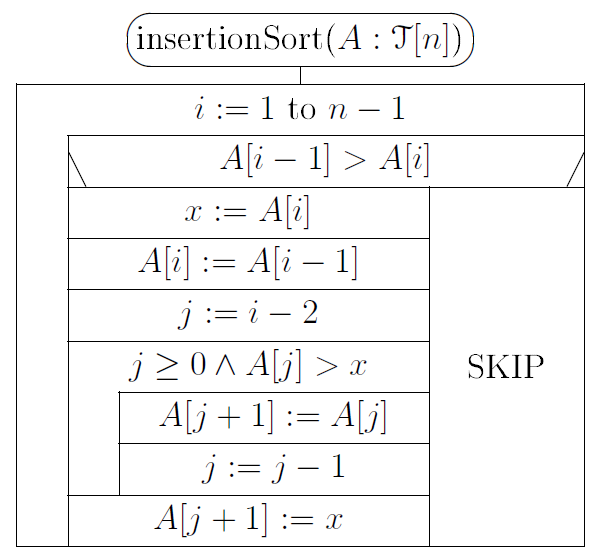 insertionSort(A : 𝒯[n])
i := 1 to n − 1
A[i − 1] > A[i]
x := A[i]
A[i] := A[i − 1]
j := i − 2
j ≥ 0 ∧ A[j] > x
SKIP
A[j + 1] := A[j]
j := j − 1
A[j + 1] := x